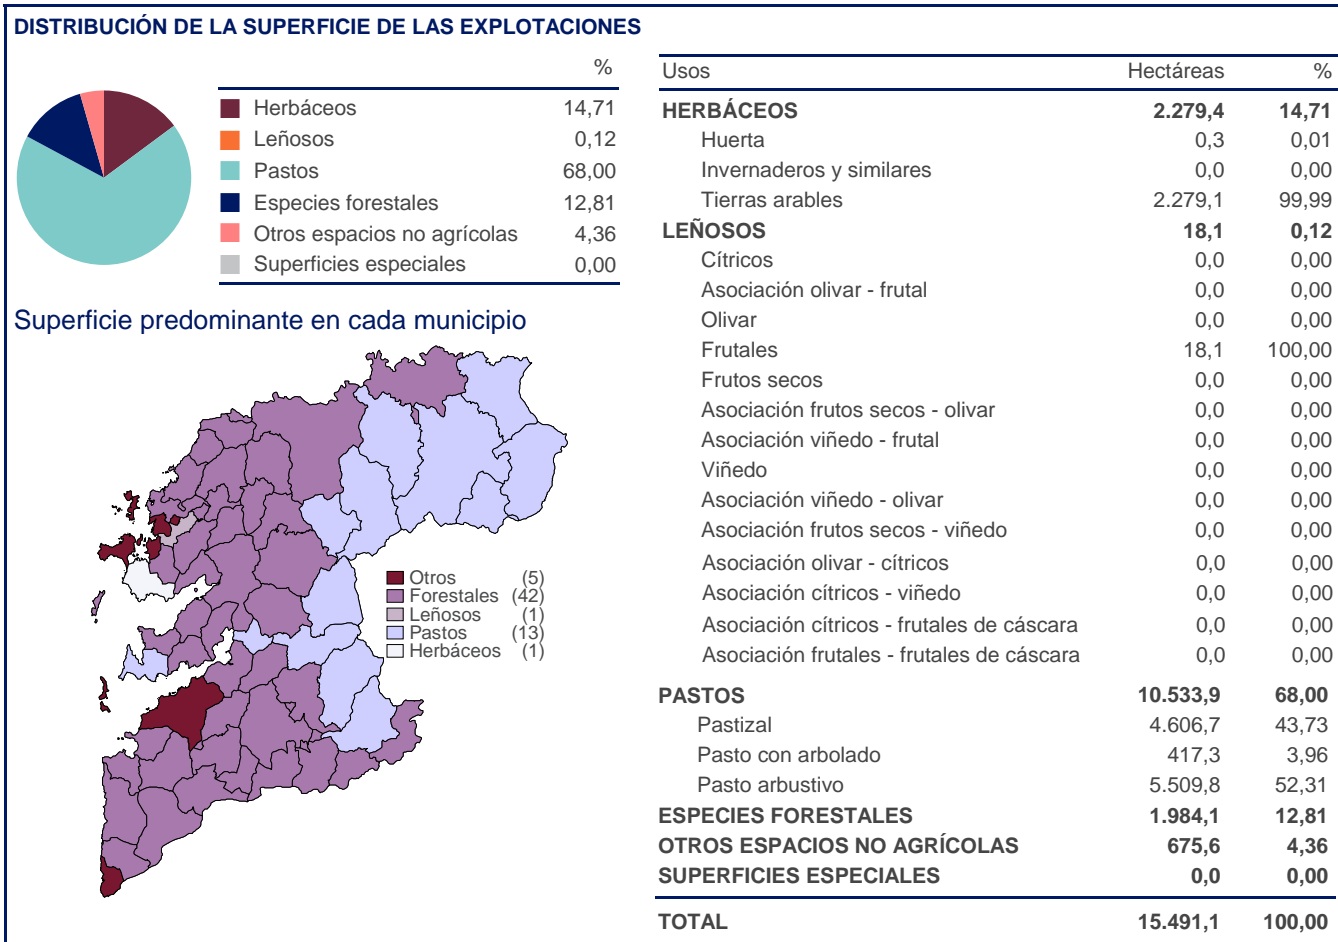 DISTRIBUCIÓN DE LA SUPERFICIE DE LAS EXPLOTACIONES
%
Herbáceos 14,71
Leñosos 0,12
Pastos 68,00
Especies forestales 12,81
Otros espacios no agrícolas 4,36
Superficies especiales 0,00
Superficie predominante en cada municipio
Otros (5)
Forestales (42)
Leñosos (1)
Pastos (13)
Herbáceos (1)
Usos Hectáreas %
HERBÁCEOS 2.279,4 14,71
Huerta 0,3 0,01
Invernaderos y similares 0,0 0,00
Tierras arables 2.279,1 99,99
LEÑOSOS 18,1 0,12
Cítricos 0,0 0,00
Asociación olivar - frutal 0,0 0,00
Olivar 0,0 0,00
Frutales 18,1 100,00
Frutos secos 0,0 0,00
Asociación frutos secos - olivar 0,0 0,00
Asociación viñedo - frutal 0,0 0,00
Viñedo 0,0 0,00
Asociación viñedo - olivar 0,0 0,00
Asociación frutos secos - viñedo 0,0 0,00
Asociación olivar - cítricos 0,0 0,00
Asociación cítricos - viñedo 0,0 0,00
Asociación cítricos - frutales de cáscara 0,0 0,00
Asociación frutales - frutales de cáscara 0,0 0,00
PASTOS 10.533,9 68,00
Pastizal 4.606,7 43,73
Pasto con arbolado 417,3 3,96
Pasto arbustivo 5.509,8 52,31
ESPECIES FORESTALES 1.984,1 12,81
OTROS ESPACIOS NO AGRÍCOLAS 675,6 4,36
SUPERFICIES ESPECIALES 0,0 0,00
TOTAL 15.491,1 100,00